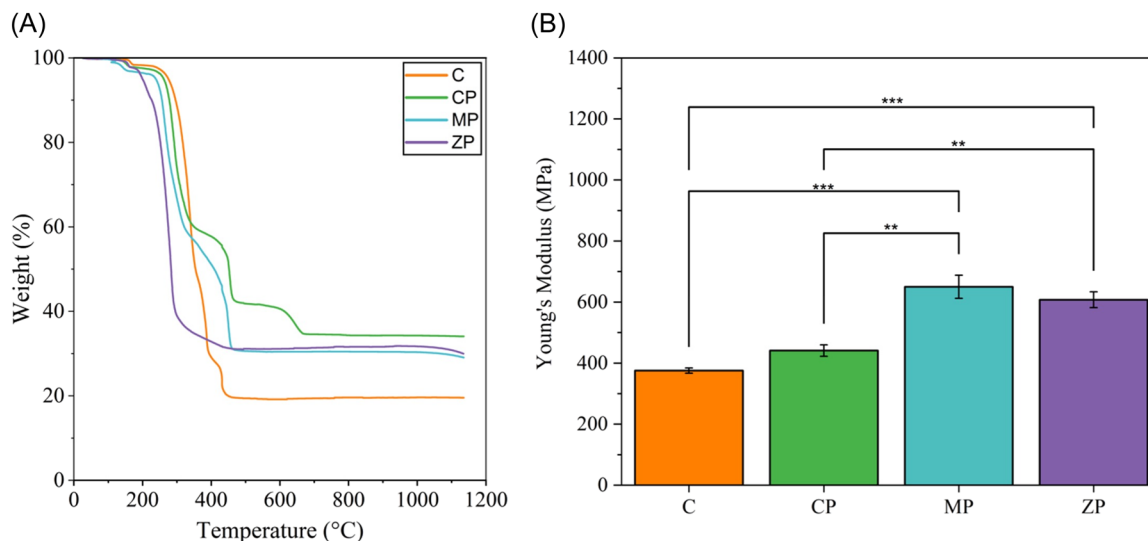 (A)
(B)
100
80
60
40
20
0
Weight (%)
C
CP
MP
ZP
0 200 400 600 800 1000 1200
Temperature (°C)
1400
1200
1000
800
600
400
200
0
Young's Modulus (MPa)
***
**
***
**
C CP MP ZP